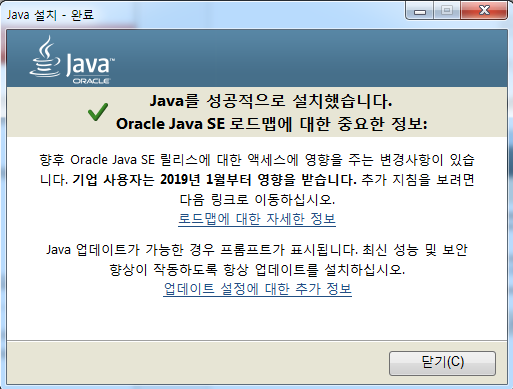 Java 설치 - 완료
Java™
ORACLE
Java를 성공적으로 설치했습니다.
Oracle Java SE 로드맵에 대한 중요한 정보:
향후 Oracle Java SE 릴리스에 대한 액세스에 영향을 주는 변경사항이 있습니
다. 기업 사용자는 2019년 1월부터 영향을 받습니다. 추가 지침을 보려면
다음 링크로 이동하십시오.
로드맵에 대한 자세한 정보
Java 업데이트가 가능한 경우 프롬프트가 표시됩니다. 최신 성능 및 보안
향상이 작동하도록 항상 업데이트를 설치하십시오.
업데이트 설정에 대한 추가 정보
닫기(C)